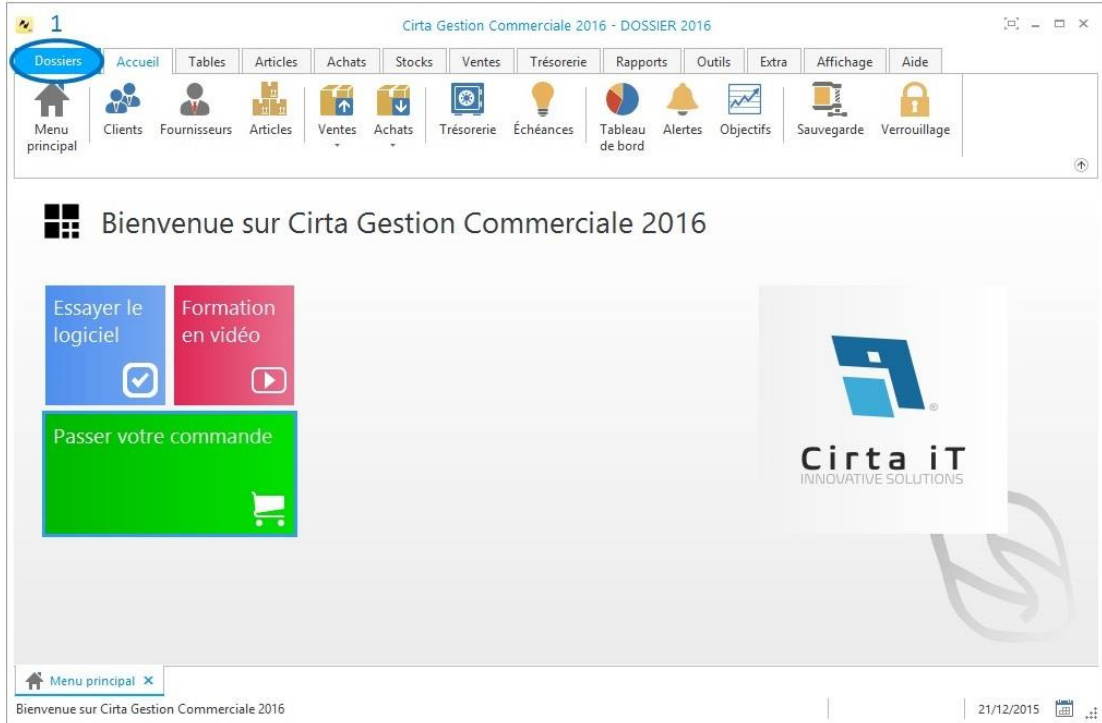 1
Cirta Gestion Commerciale 2016 - DOSSIER 2016
Dossiers Accueil Tables Articles Achats Stocks Ventes Trésorerie Rapports Outils Extra Affichage Aide
Menu principal Clients Fournisseurs Articles Ventes Achats Trésorerie Échéances Tableau de bord Alertes Objectifs Sauvegarde Verrouillage
Bienvenue sur Cirta Gestion Commerciale 2016
Essayer le
logiciel
Formation
en vidéo
Passer votre commande
Cirta iT
INNOVATIVE SOLUTIONS
Menu principal
Bienvenue sur Cirta Gestion Commerciale 2016
21/12/2015